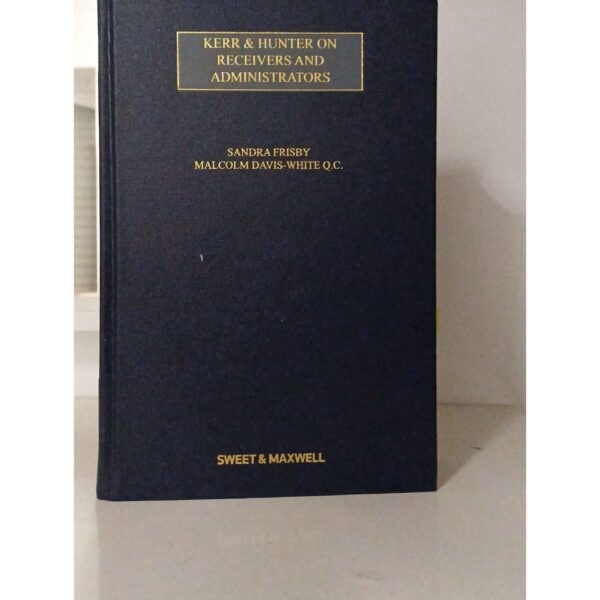 KERR & HUNTER ON
RECEIVERS AND
ADMINISTRATORS
SANDRA FRISBY
MALCOLM DAVIS-WHITE Q.C.
SWEET & MAXWELL